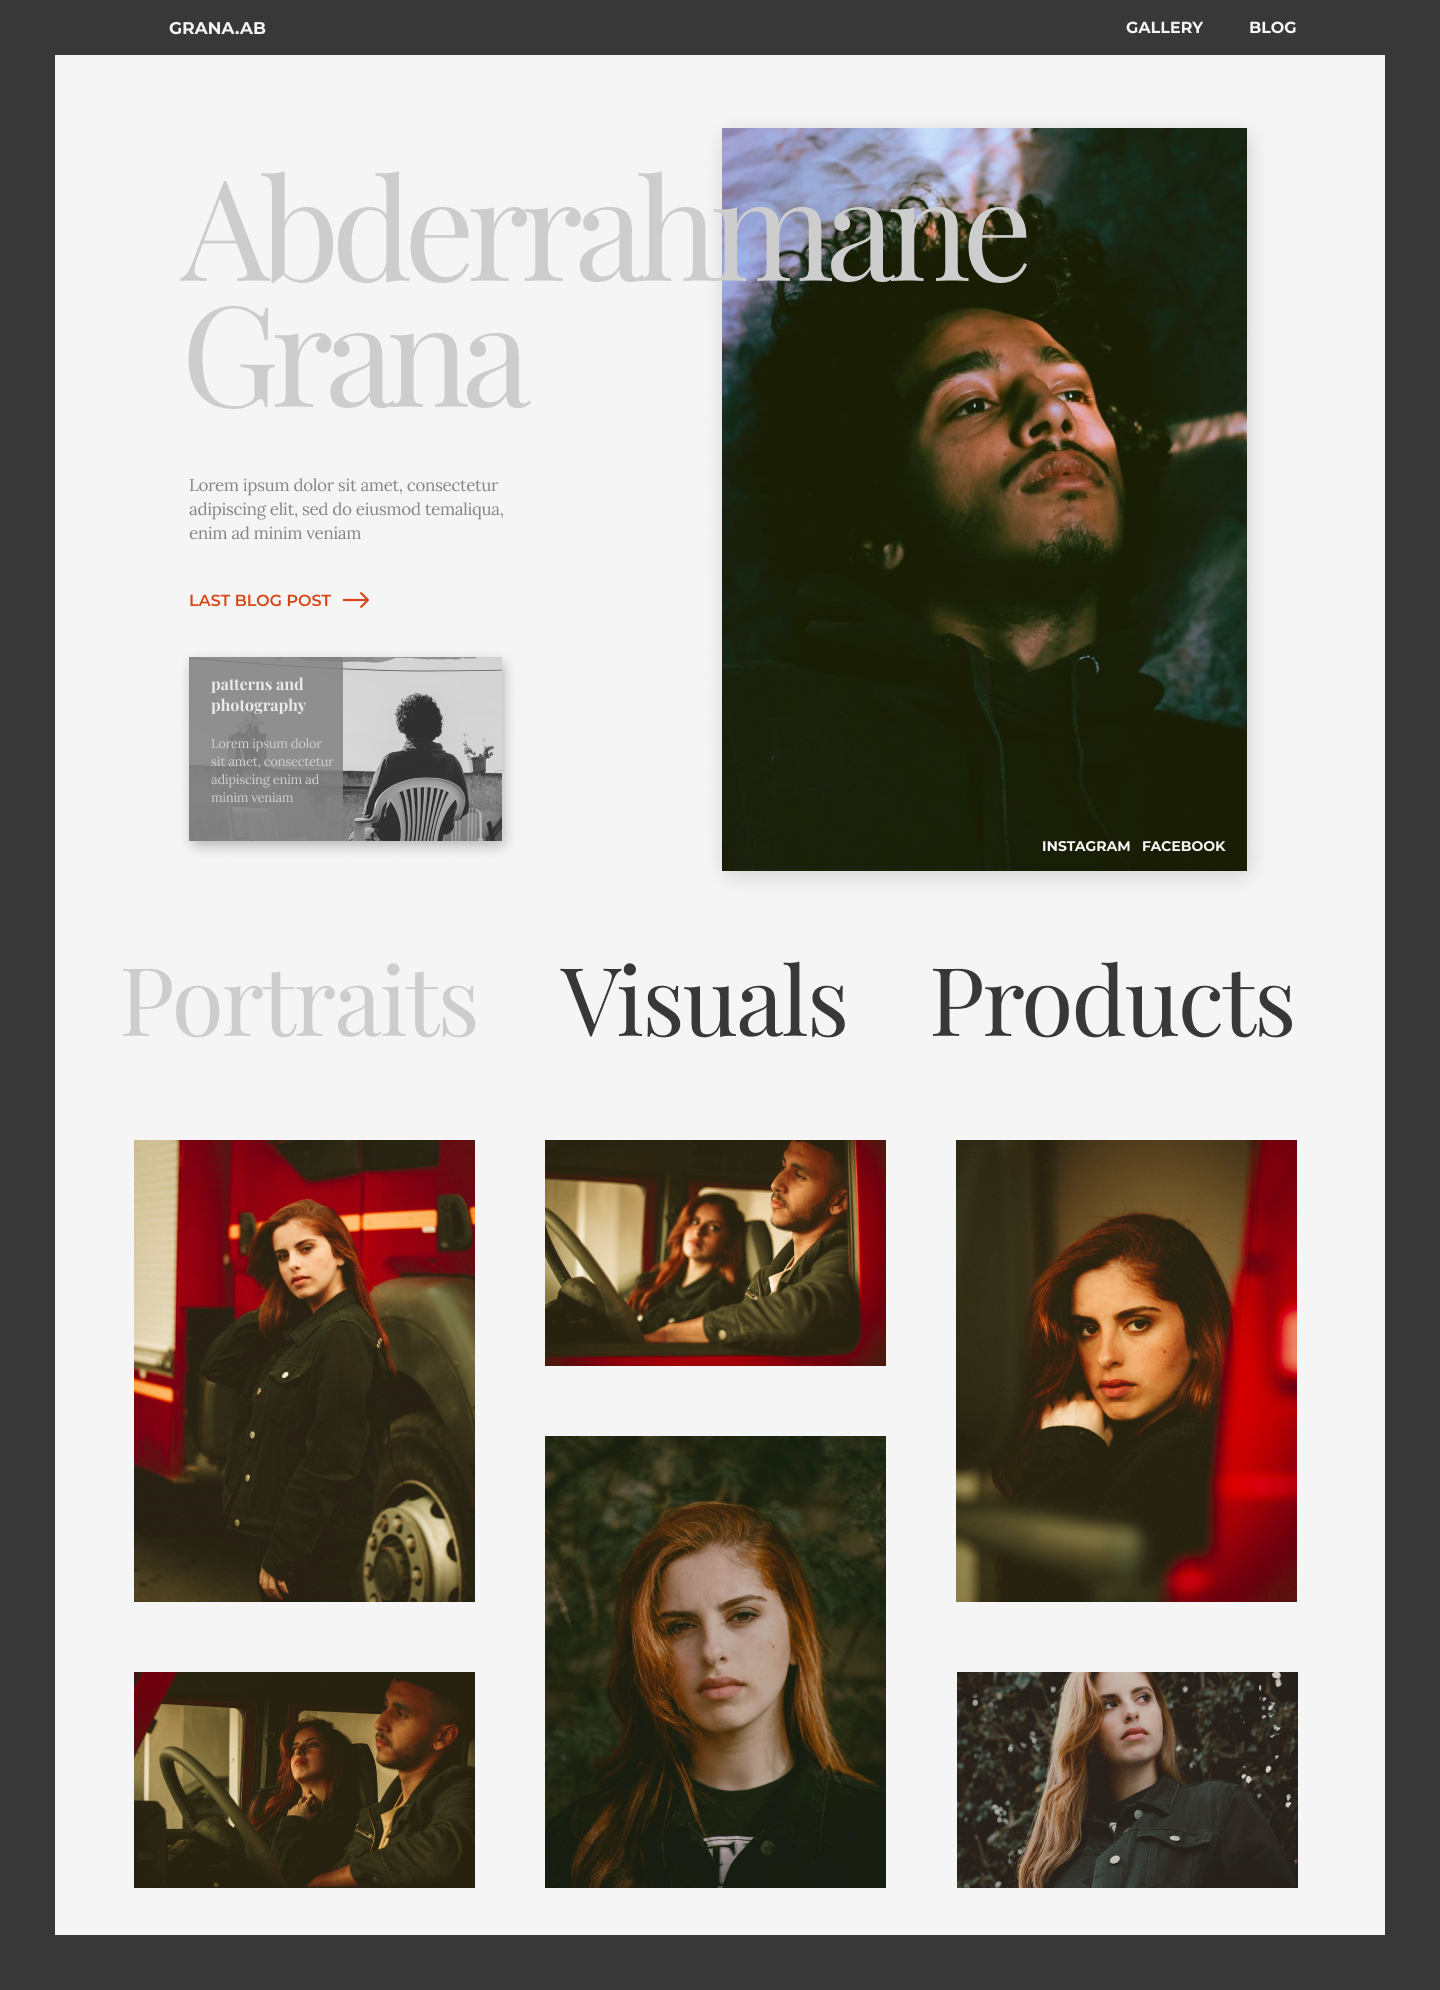 GRANA.AB
GALLERY
BLOG
Abderrahmane
Grana
Lorem ipsum dolor sit amet, consectetur
adipiscing elit, sed do eiusmod temaliqua,
enim ad minim veniam
LAST BLOG POST
patterns and
photography
Lorem ipsum dolor
sit amet, consectetur
adipiscing enim ad
minim veniam
INSTAGRAM FACEBOOK
Portraits
Visuals
Products